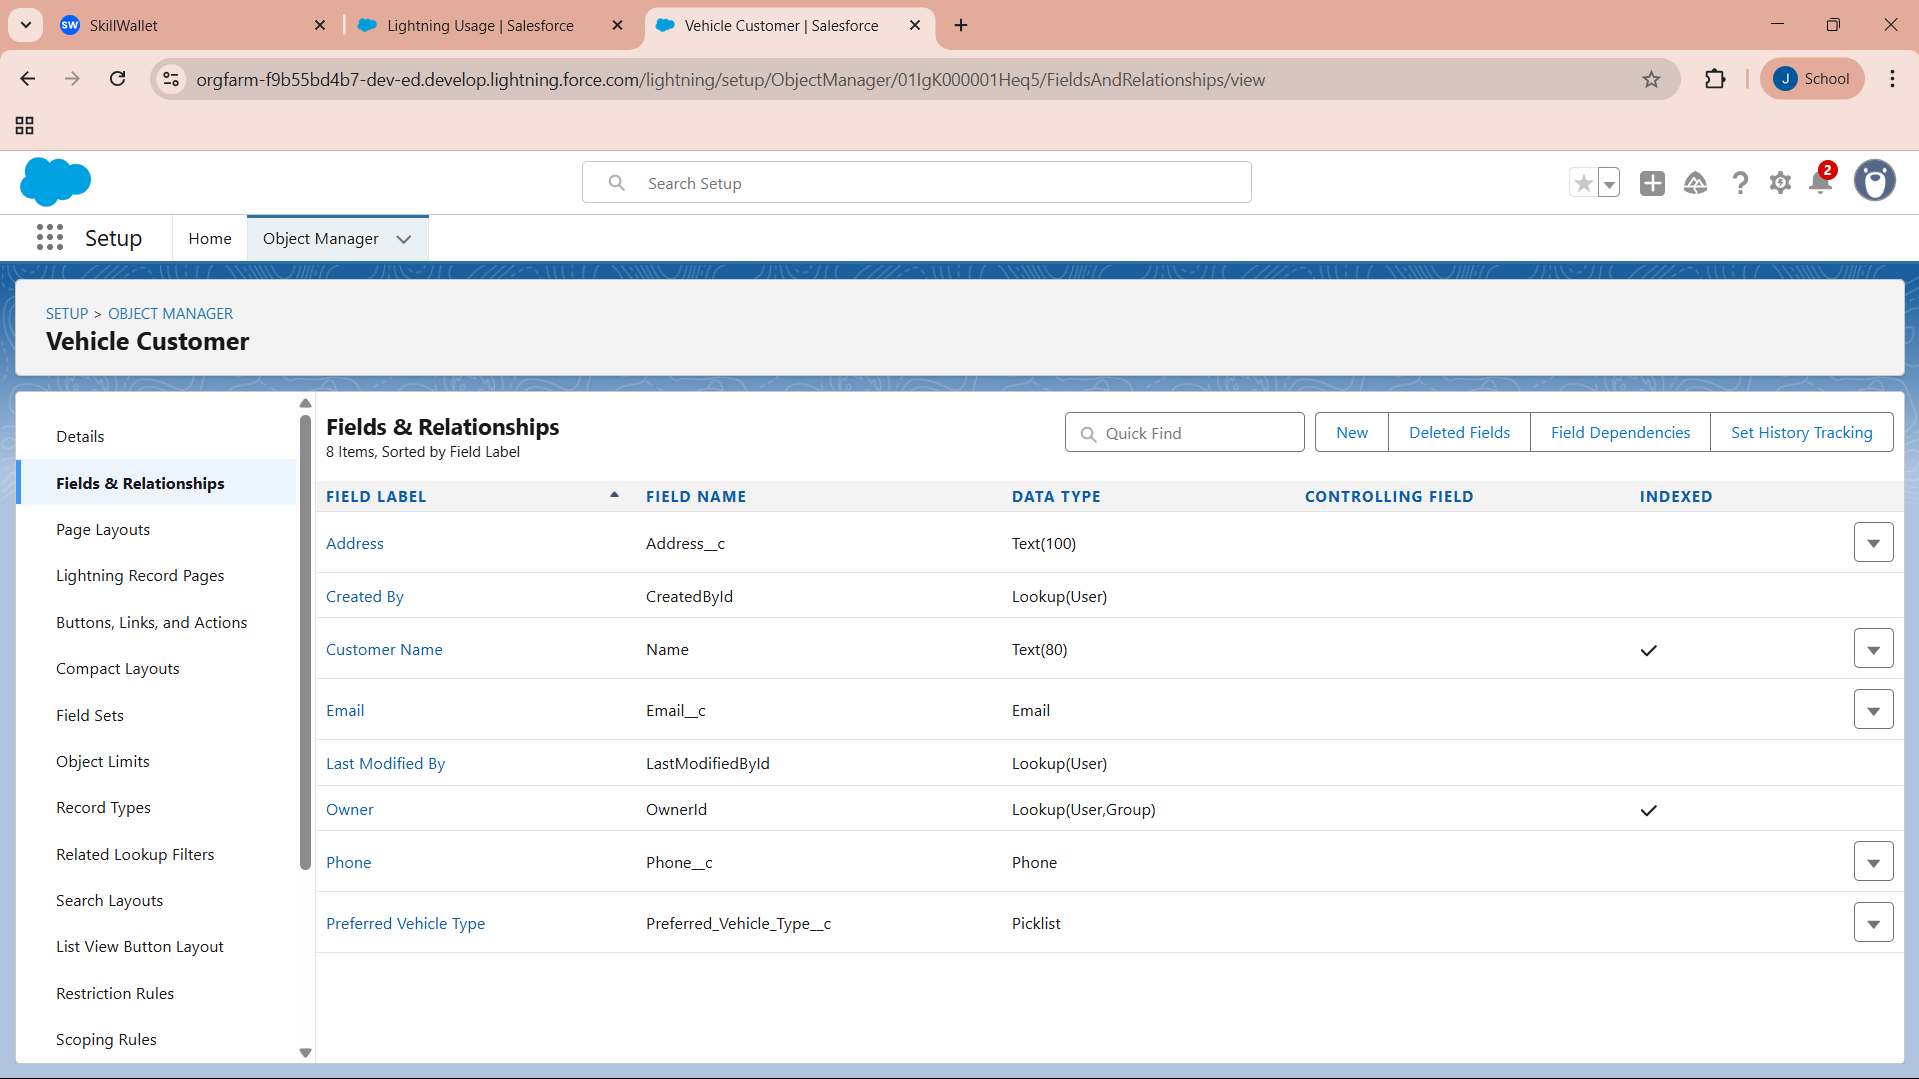 SW SkillWallet
Lightning Usage | Salesforce
Vehicle Customer | Salesforce
orgfarm-f9b55bd4b7-dev-ed.develop.lightning.force.com/lightning/setup/ObjectManager/01IgK000001Heq5/FieldsAndRelationships/view
J School
Search Setup
2
Setup
Home
Object Manager
SETUP > OBJECT MANAGER
Vehicle Customer
Details
Fields & Relationships
Page Layouts
Lightning Record Pages
Buttons, Links, and Actions
Compact Layouts
Field Sets
Object Limits
Record Types
Related Lookup Filters
Search Layouts
List View Button Layout
Restriction Rules
Scoping Rules
Fields & Relationships
8 Items, Sorted by Field Label
Quick Find
New
Deleted Fields
Field Dependencies
Set History Tracking
FIELD LABEL FIELD NAME DATA TYPE CONTROLLING FIELD INDEXED
Address Address__c Text(100)
Created By CreatedById Lookup(User)
Customer Name Name Text(80)
Email Email__c Email
Last Modified By LastModifiedById Lookup(User)
Owner OwnerId Lookup(User,Group)
Phone Phone__c Phone
Preferred Vehicle Type Preferred_Vehicle_Type__c Picklist